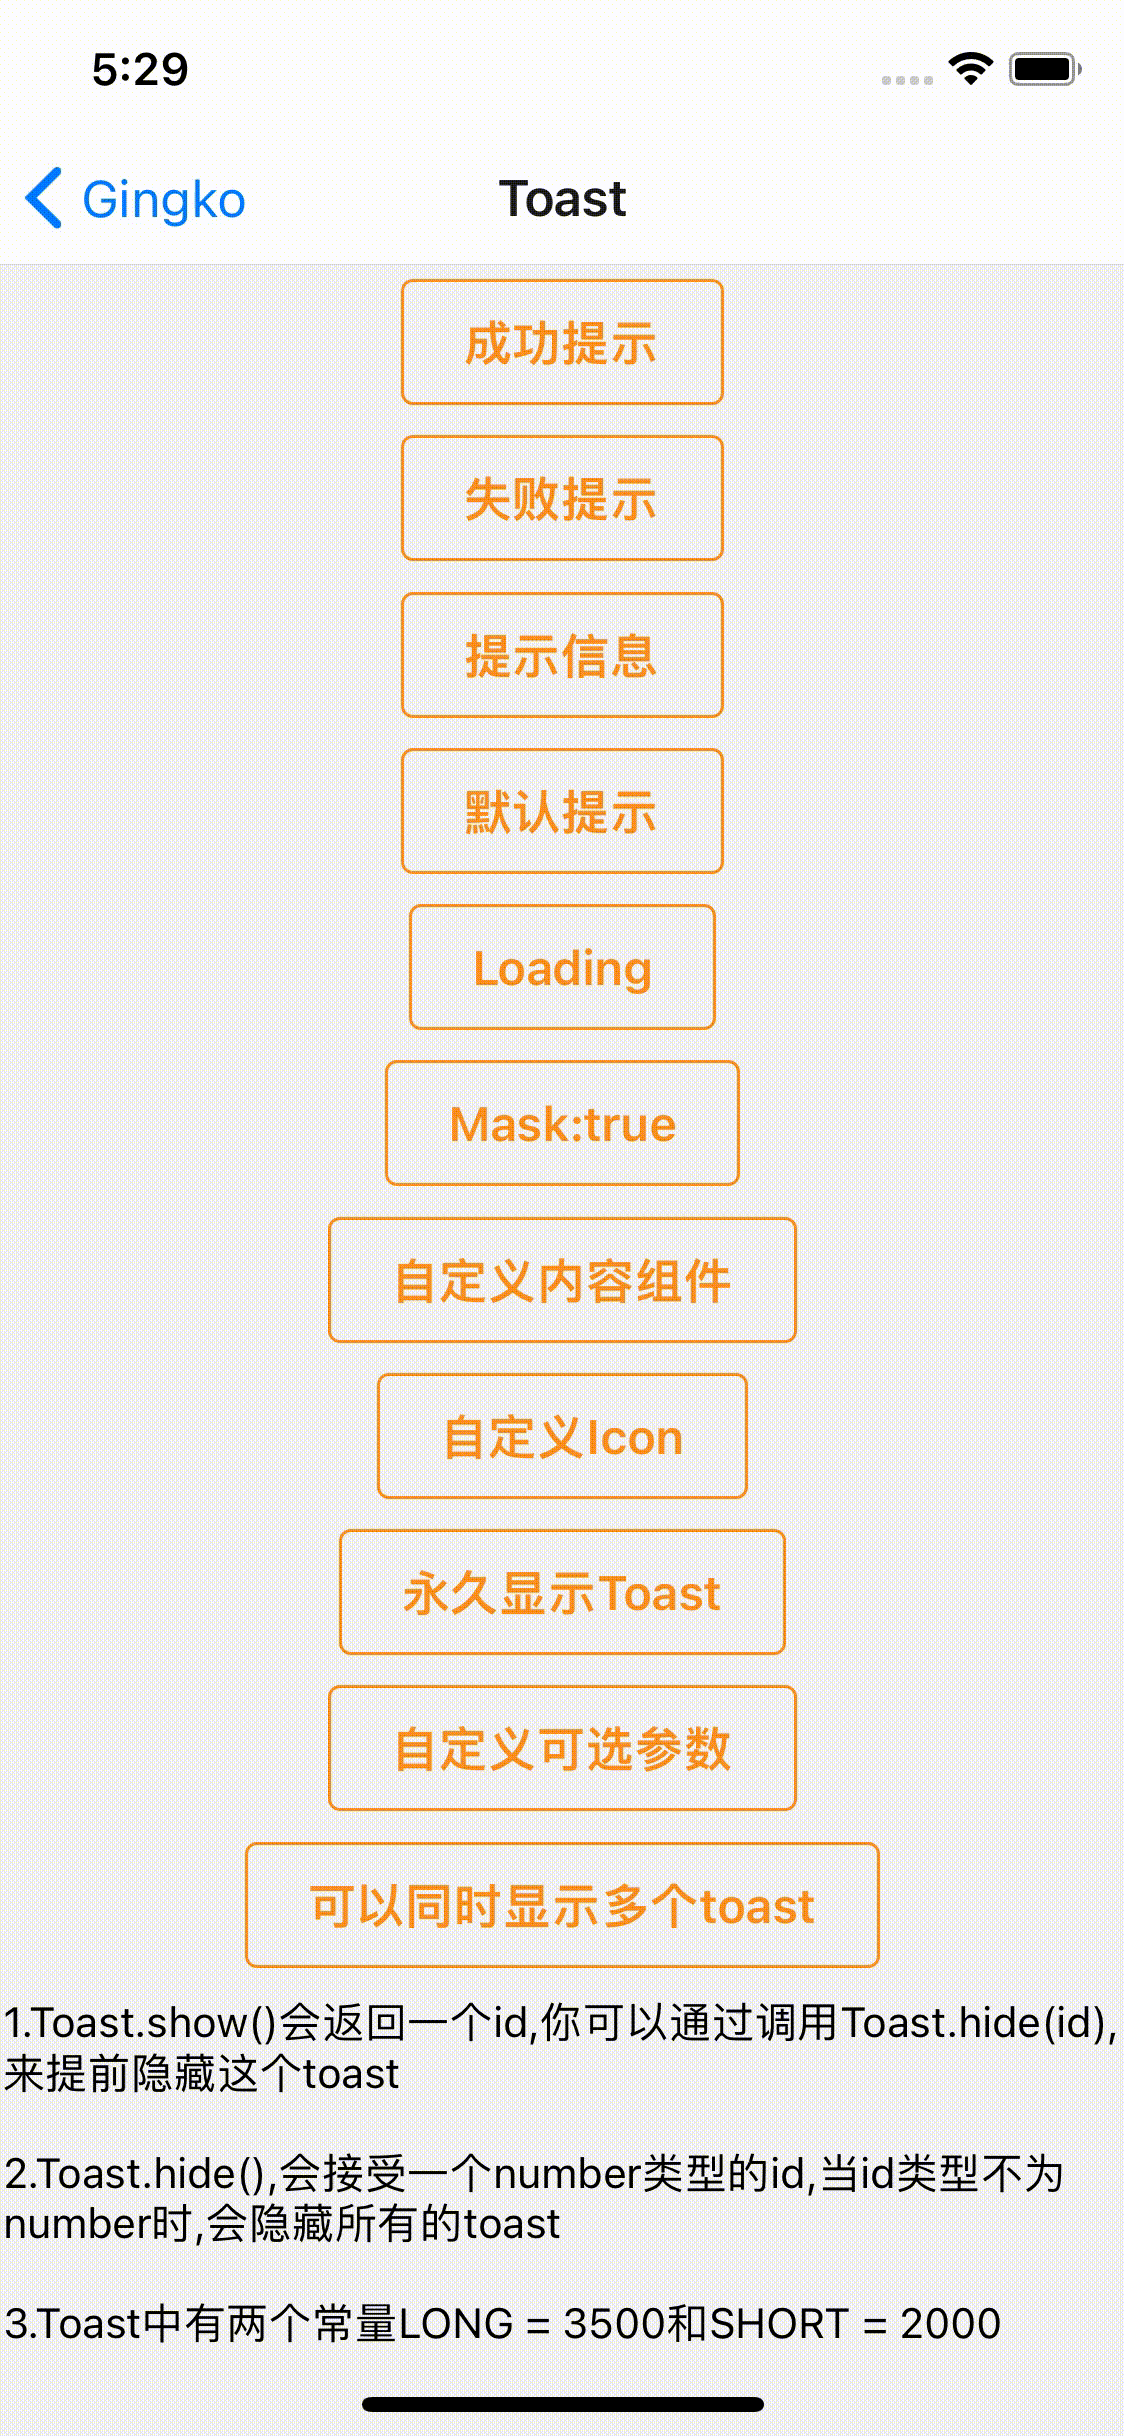 5:29
Gingko
Toast
成功提示
失败提示
提示信息
默认提示
Loading
Mask:true
自定义内容组件
自定义Icon
永久显示Toast
自定义可选参数
可以同时显示多个toast
1.Toast.show()会返回一个id,你可以通过调用Toast.hide(id),
来提前隐藏这个toast
2.Toast.hide(),会接受一个number类型的id,当id类型不为
number时,会隐藏所有的toast
3.Toast中有两个常量LONG = 3500和SHORT = 2000